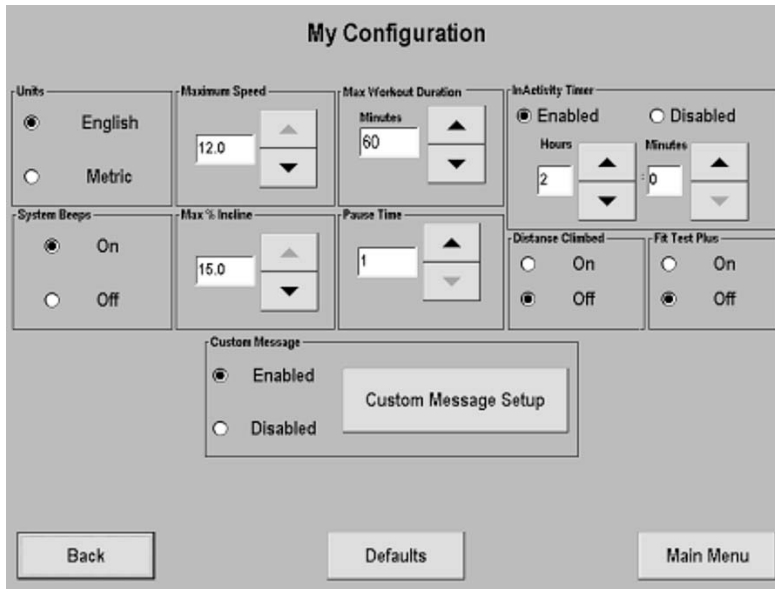 My Configuration
Units
English
Metric
Maximum Speed
12.0
Max Workout Duration
Minutes
60
InActivity Timer
Enabled
Disabled
Hours
2
:
Minutes
0
System Beeps
On
Off
Max % Incline
15.0
Pause Time
1
Distance Climbed
On
Off
Fit Test Plus
On
Off
Custom Message
Enabled
Disabled
Custom Message Setup
Back
Defaults
Main Menu